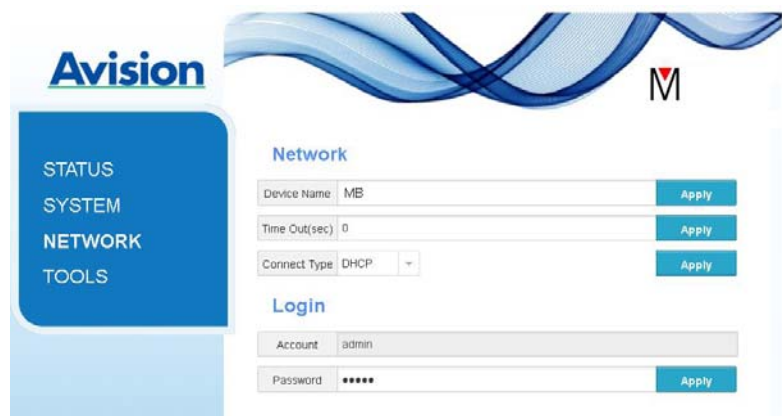 Avision
M
STATUS
SYSTEM
NETWORK
TOOLS
Network
Device Name MB Apply
Time Out(sec) 0 Apply
Connect Type DHCP Apply
Login
Account admin
Password ••••• Apply